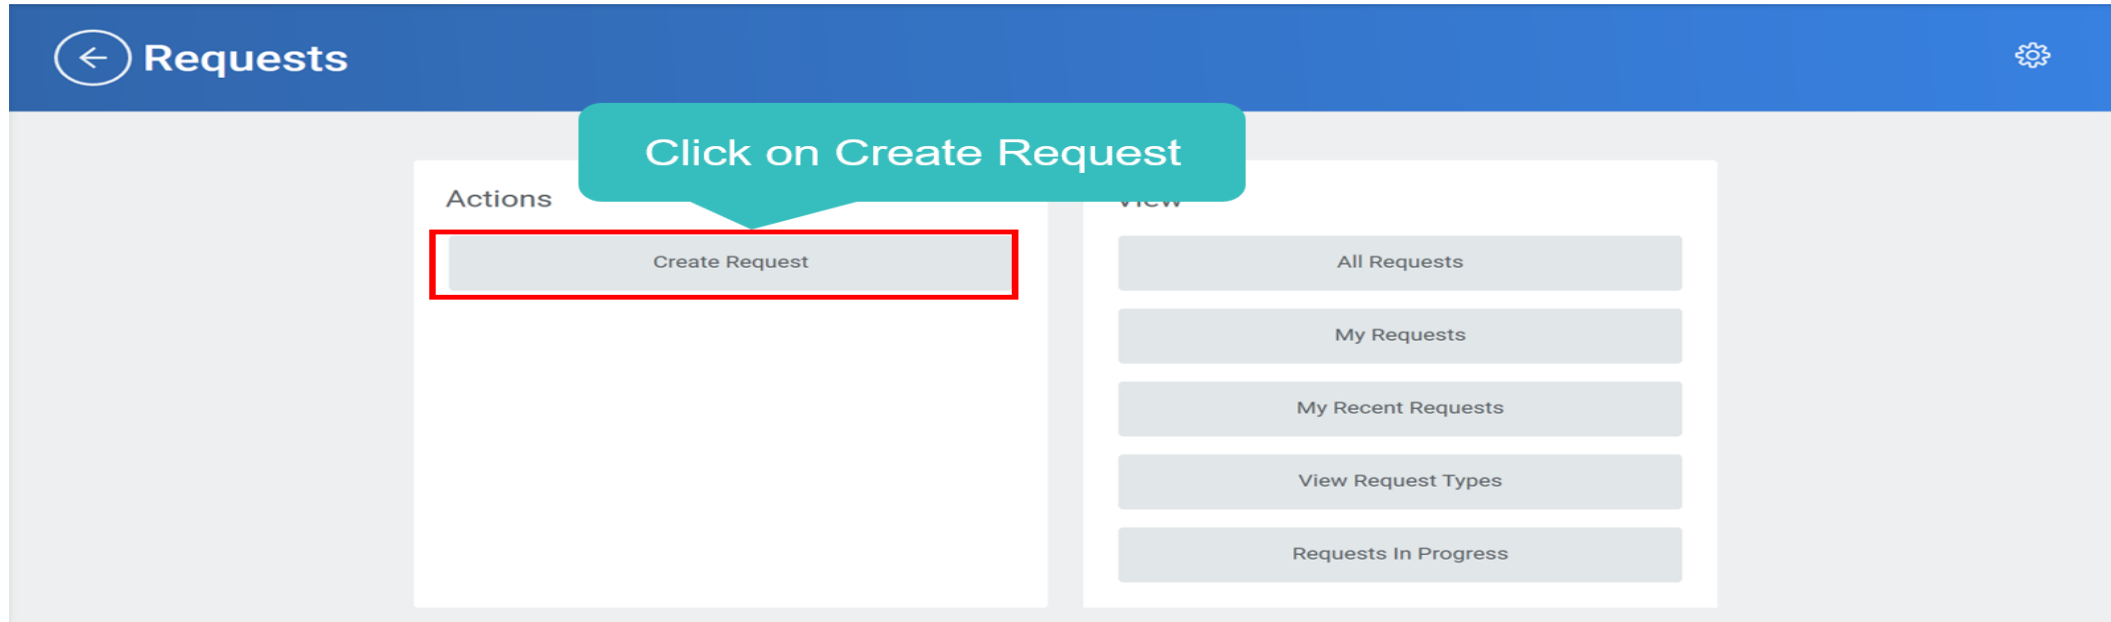 Requests
Click on Create Request
Actions
View
Create Request
All Requests
My Requests
My Recent Requests
View Request Types
Requests In Progress